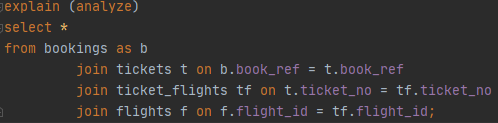 explain (analyze)
select *
from bookings as b
join tickets t on b.book_ref = t.book_ref
join ticket_flights tf on t.ticket_no = tf.ticket_no
join flights f on f.flight_id = tf.flight_id;